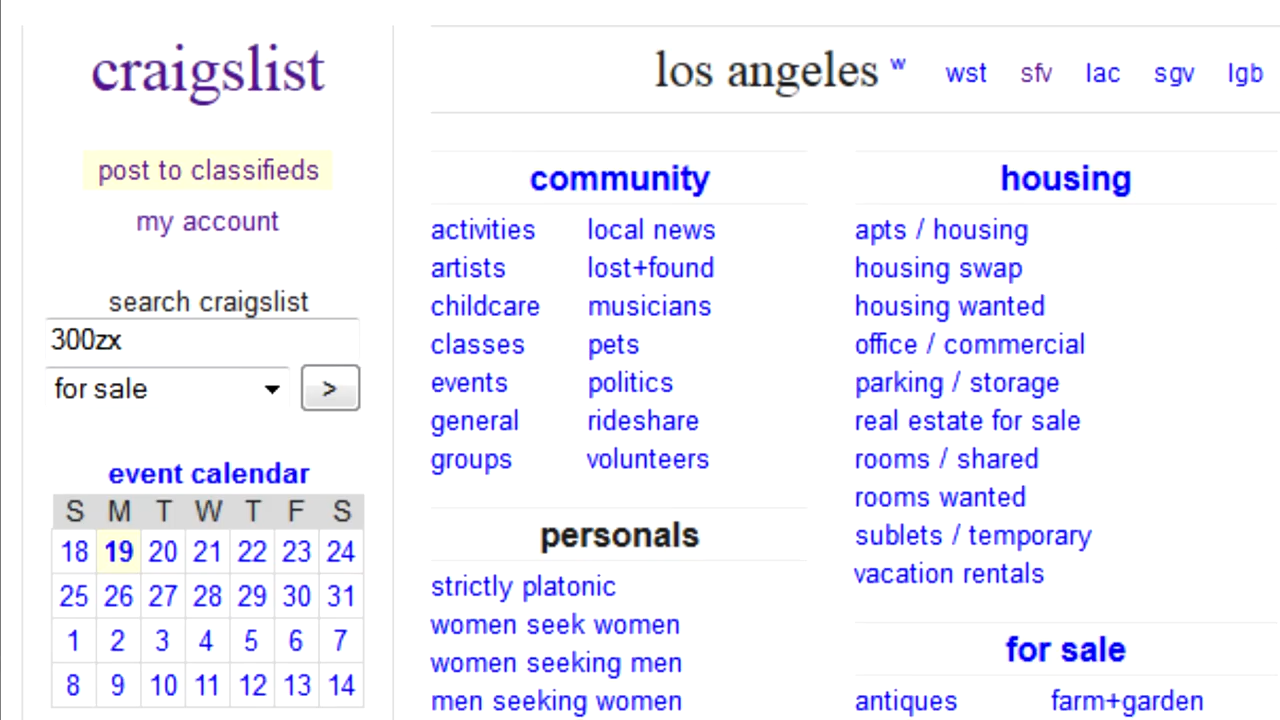 craigslist
post to classifieds
my account
search craigslist
300zx
for sale
>
event calendar
S M T W T F S
18 19 20 21 22 23 24
25 26 27 28 29 30 31
1 2 3 4 5 6 7
8 9 10 11 12 13 14
los angeles w wst sfv lac sgv lgb
community
activities local news
artists lost+found
childcare musicians
classes pets
events politics
general rideshare
groups volunteers
personals
strictly platonic
women seek women
women seeking men
men seeking women
housing
apts / housing
housing swap
housing wanted
office / commercial
parking / storage
real estate for sale
rooms / shared
rooms wanted
sublets / temporary
vacation rentals
for sale
antiques farm+garden